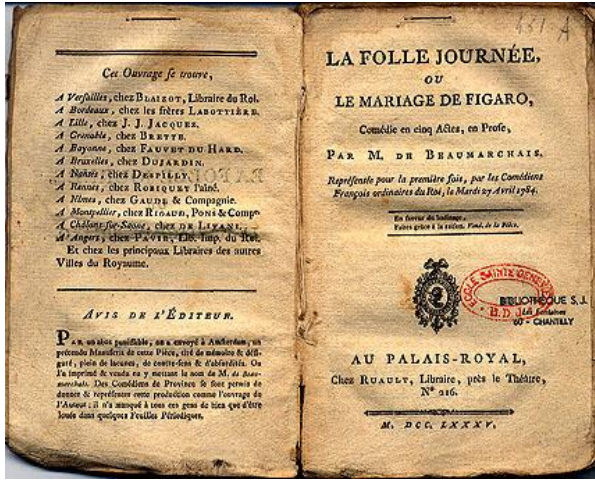 Cet Ouvrage se trouve,
A Versailles, chez BLAIZOT, Libraire du Roi.
A Bordeaux, chez les frères LABOTTIÈRE.
A Lille, chez J. J. JACQUEZ.
A Grenoble, chez BRETTE.
A Bayonne, chez FAUVET DU HARD.
A Bruxelles, chez DUJARDIN.
A Nantes, chez DESPILLY.
A Rennes, chez ROBIQUET l'aîné.
A Nîmes, chez GAUDE & Compagnie.
A Montpellier, chez RIGAUD, PONS & Compe
A Châlons-sur-Saone, chez DE LIVANI.
A Angers, chez PAVIE, Lib. Imp. du Roi.
Et chez les principaux Libraires des autres
Villes du Royaume.
AVIS DE L'ÉDITEUR.
PAR un abus punissable, on a envoyé à Amsterdam, un
prétendu Manuscrit de cette Pièce, tiré de mémoire & défi-
guré, plein de lacunes, de contre-sens & d'absurdités. On
l'a imprimé & vendu en y mettant le nom de M. de Beau-
marchais. Des Comédiens de Province se sont permis de
donner & représenter cette production comme l'ouvrage de
l'Auteur; il n'a manqué à tous ces gens de bien que d'être
loués dans quelques Feuilles Périodiques.
LA FOLLE JOURNÉE,
OU
LE MARIAGE DE FIGARO,
Comédie en cinq Actes, en Prose,
PAR M. DE BEAUMARCHAIS.
Représentée pour la première fois, par les Comédiens
François ordinaires du Roi, le Mardi 27 Avril 1784.
En faveur du badinage,
Faites grâce à la raison. Vaud. de la Pièce.
ECOLE SAINTE GENEVIEVE
BIBLIOTHEQUE S.J.
Les Fontaines
60 - CHANTILLY
AU PALAIS-ROYAL,
Chez RUAULT, Libraire, près le Théâtre,
N° 216.
M. DCC. LXXXV.